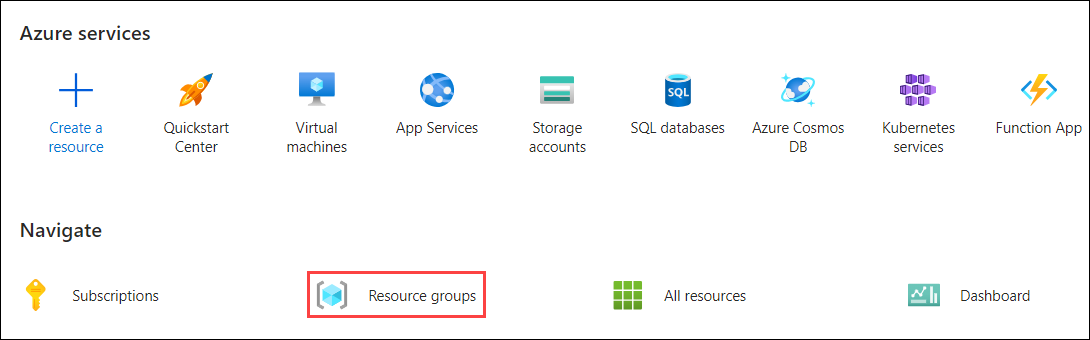 Azure services
Create a Quickstart Virtual App Services Storage SQL databases Azure Cosmos Kubernetes Function App
resource Center machines accounts DB services
SQL
Navigate
Subscriptions Resource groups All resources Dashboard